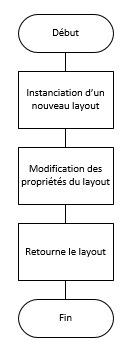 Début
Instanciation d'un
nouveau layout
Modification des
propriétés du layout
Retourne le layout
Fin